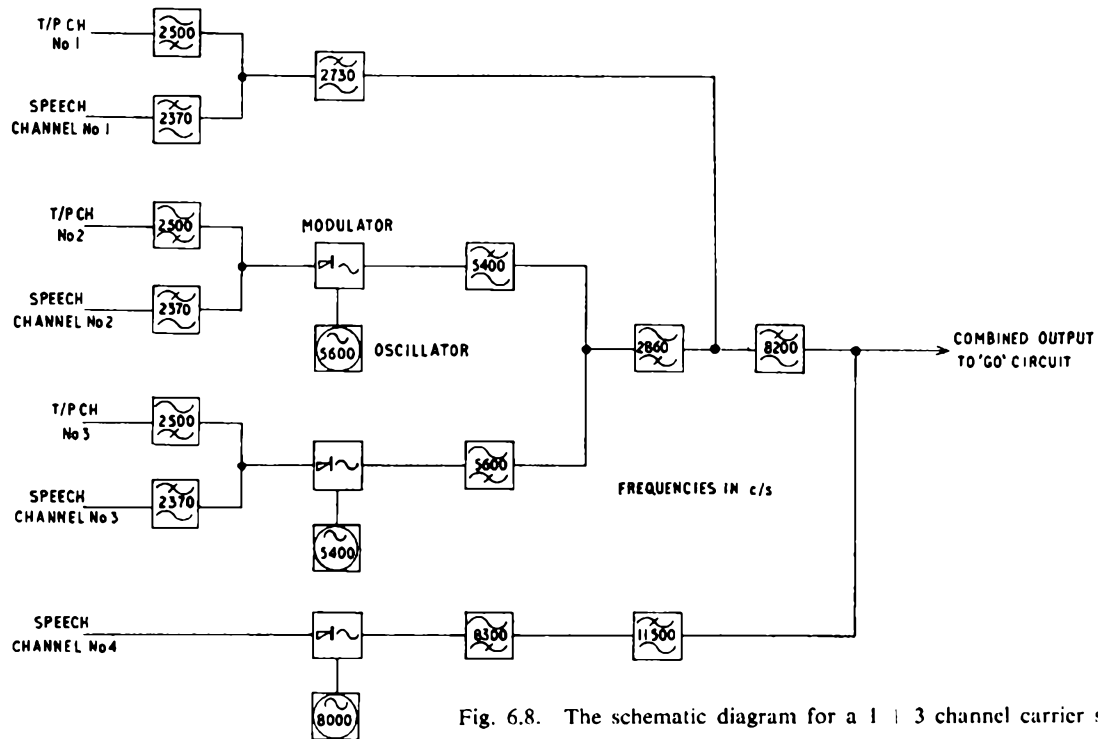 T/P CH
No 1
2500
2730
SPEECH
CHANNEL No 1
2370
T/P CH
No 2
2500
MODULATOR
5400
SPEECH
CHANNEL No 2
2370
5600
OSCILLATOR
2860
8200
COMBINED OUTPUT
TO 'GO' CIRCUIT
T/P CH
No 3
2500
5600
FREQUENCIES IN c/s
SPEECH
CHANNEL No 3
2370
5400
SPEECH
CHANNEL No 4
8300
11500
8000
Fig. 6.8. The schematic diagram for a 1 | 3 channel carrier s